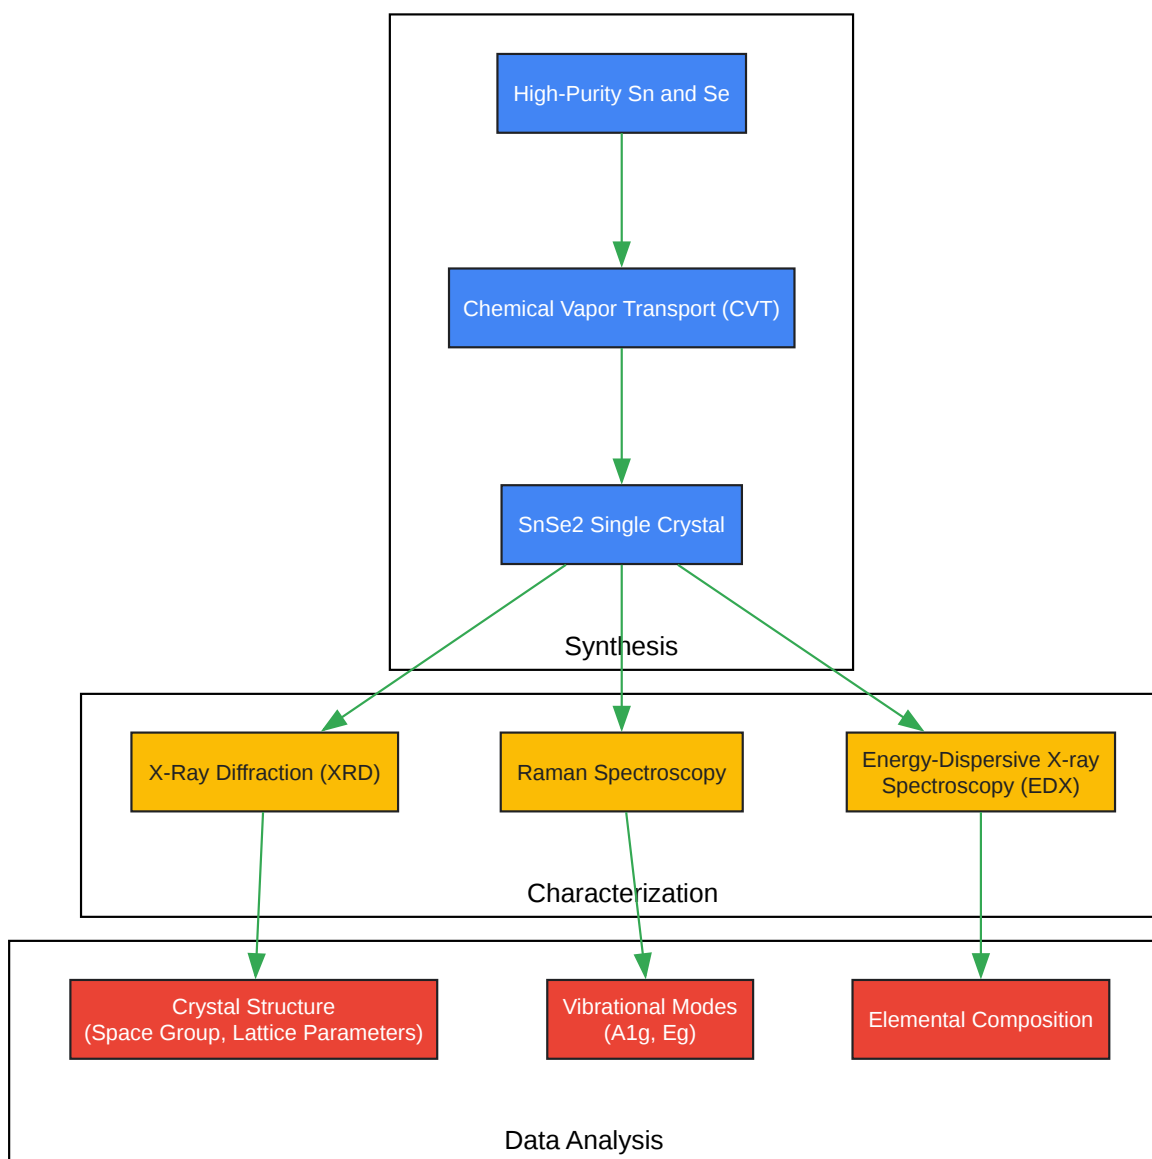 High-Purity Sn and Se
Chemical Vapor Transport (CVT)
SnSe2 Single Crystal
Synthesis
X-Ray Diffraction (XRD)
Raman Spectroscopy
Energy-Dispersive X-ray
Spectroscopy (EDX)
Characterization
Crystal Structure
(Space Group, Lattice Parameters)
Vibrational Modes
(A1g, Eg)
Elemental Composition
Data Analysis